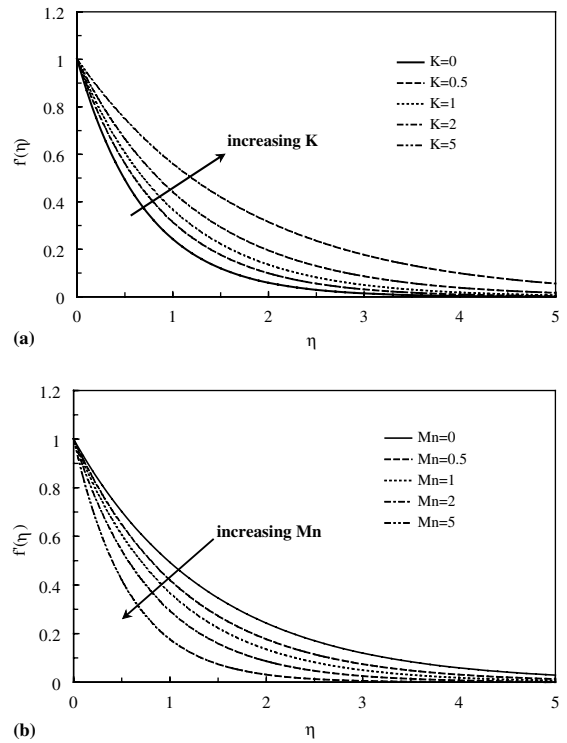 1.2
1
0.8
0.6
0.4
0.2
0
f'(η)
K=0
K=0.5
K=1
K=2
K=5
increasing K
0 1 2 3 4 5
(a)
η
1.2
1
0.8
0.6
0.4
0.2
0
f'(η)
Mn=0
Mn=0.5
Mn=1
Mn=2
Mn=5
increasing Mn
0 1 2 3 4 5
(b)
η